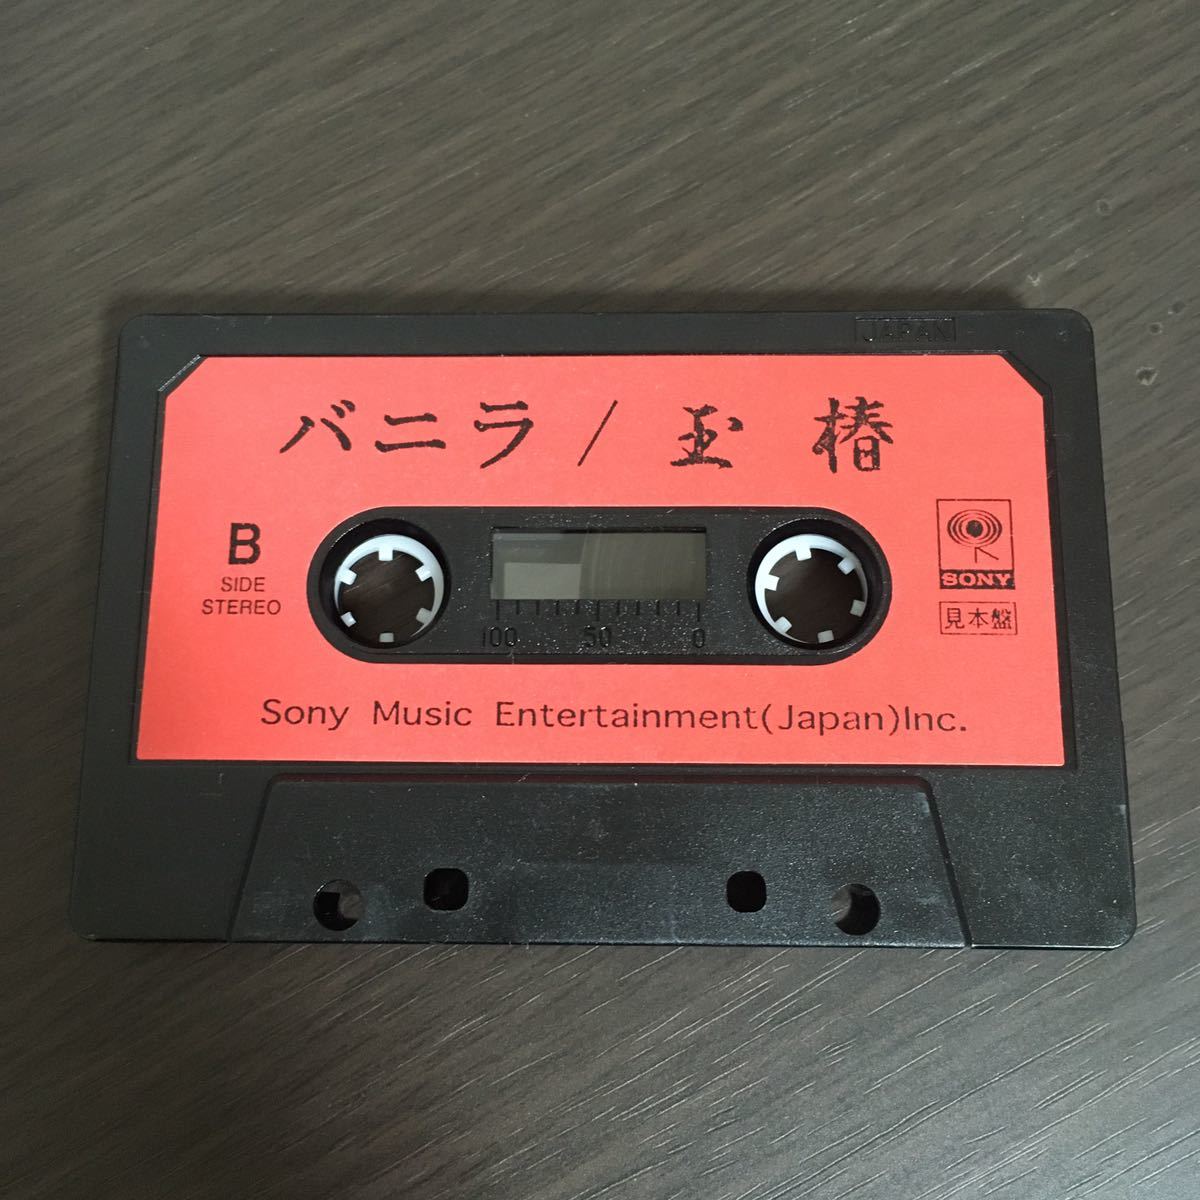 JAPAN
バニラ / 玉 椿
B
SIDE
STEREO
SONY
見本盤
100 50 0
Sony Music Entertainment(Japan)Inc.